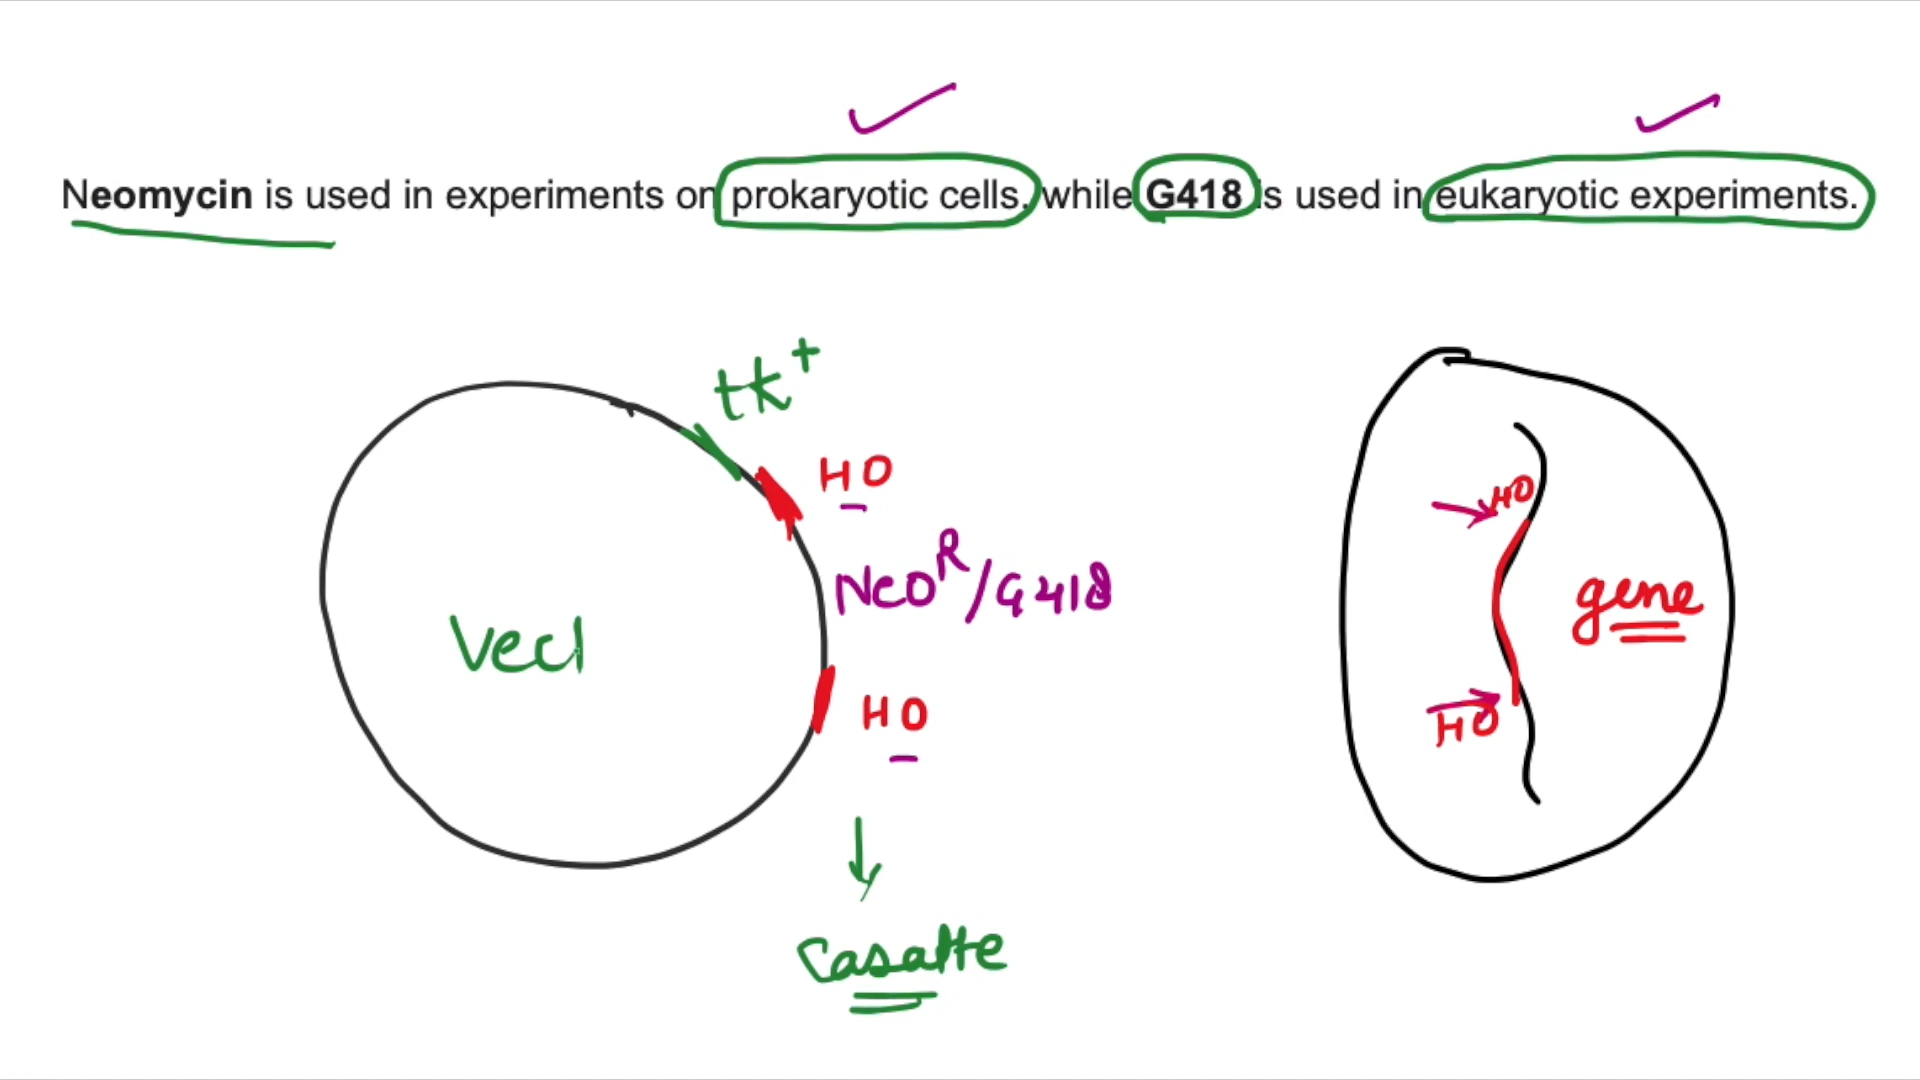 Neomycin is used in experiments on prokaryotic cells, while G418 is used in eukaryotic experiments.
tk+
HO
NeoR/G418
Vect
HO
Casatte
HO
gene
HO